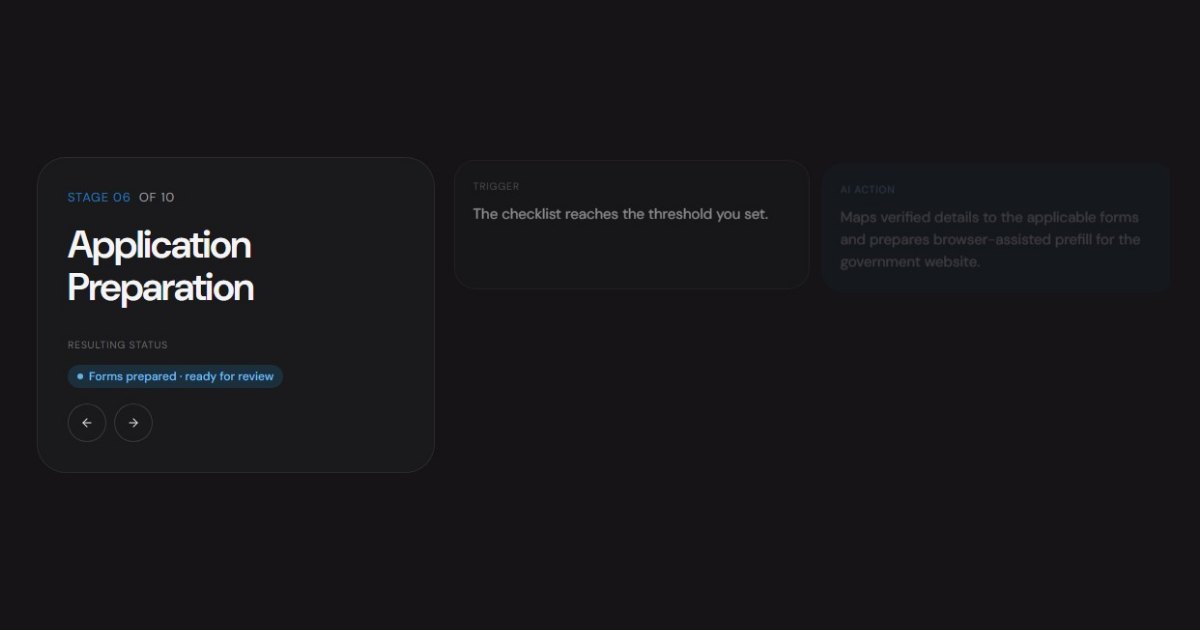 STAGE 06 OF 10
Application
Preparation
RESULTING STATUS
Forms prepared · ready for review
TRIGGER
The checklist reaches the threshold you set.
AI ACTION
Maps verified details to the applicable forms
and prepares browser-assisted prefill for the
government website.